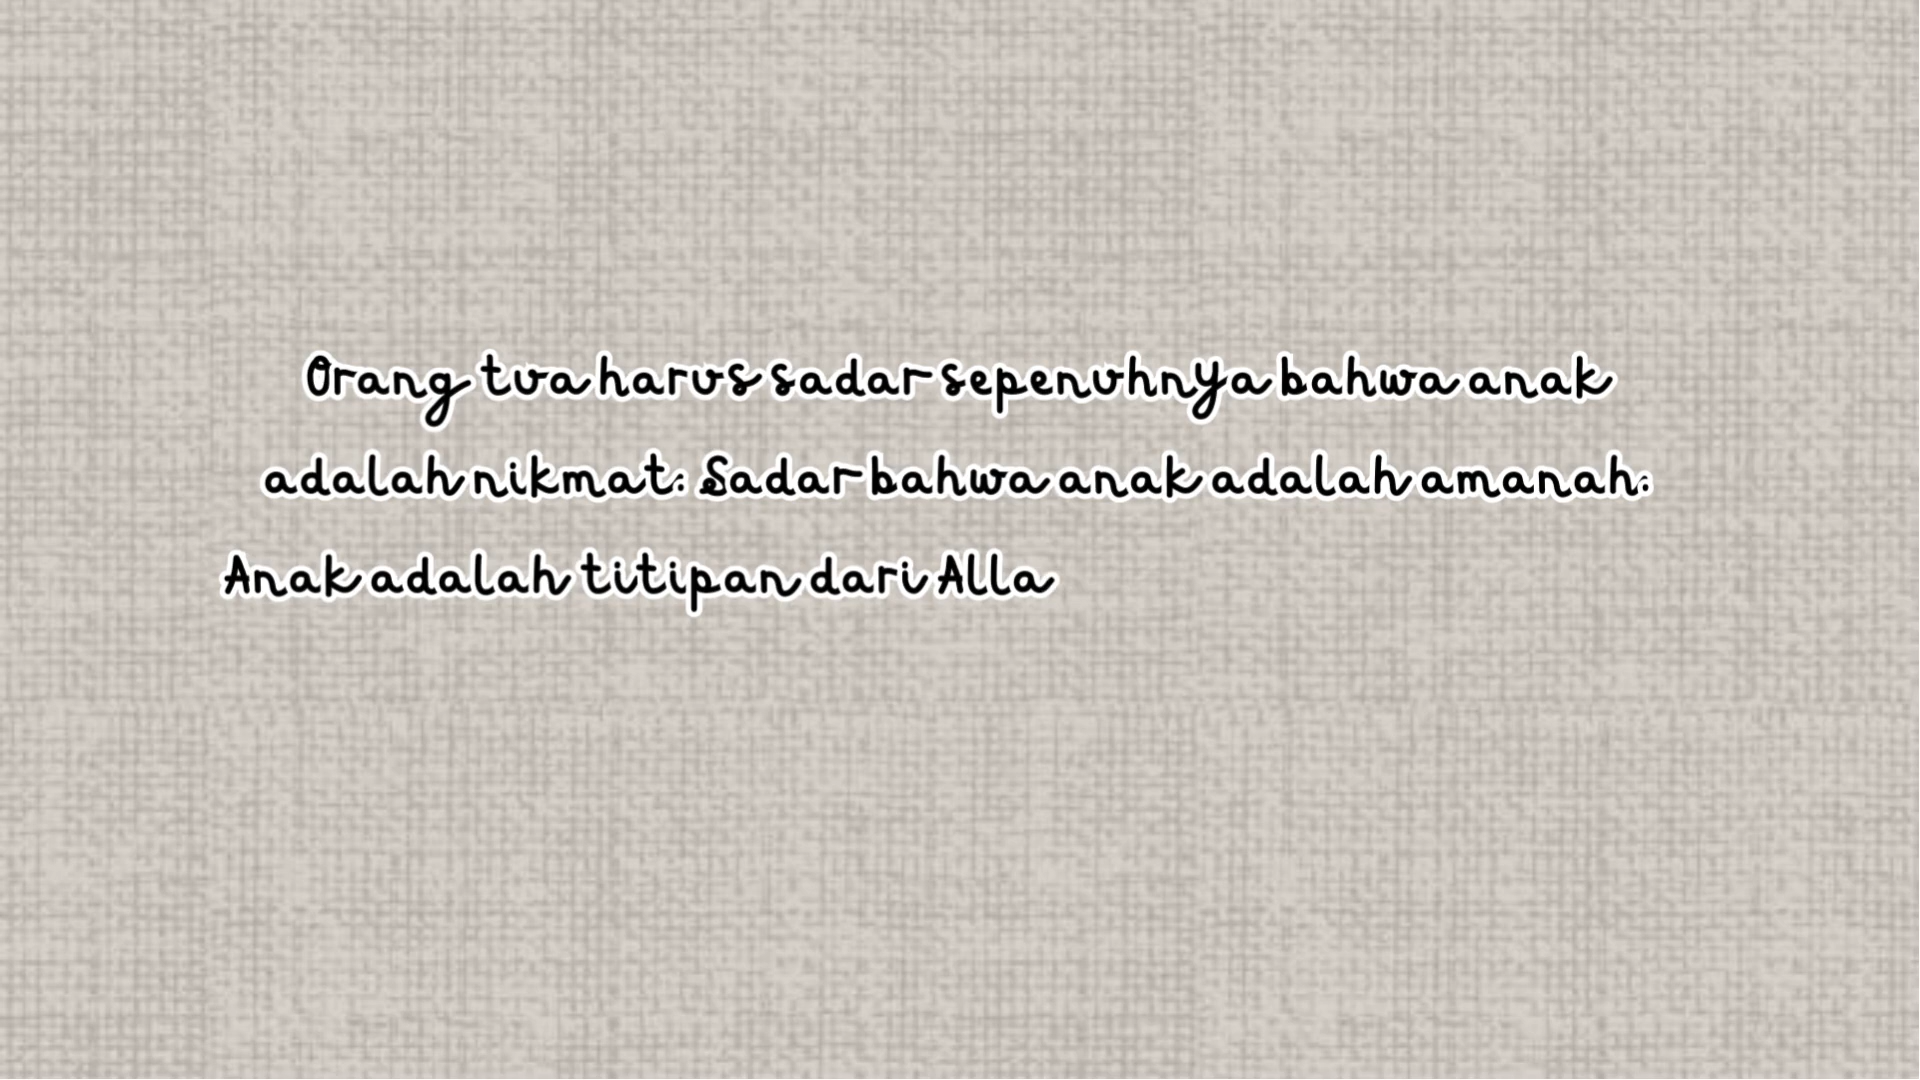 Orang tua harus sadar sepenuhnya bahwa anak
adalah nikmat. Sadar bahwa anak adalah amanah.
Anak adalah titipan dari Alla